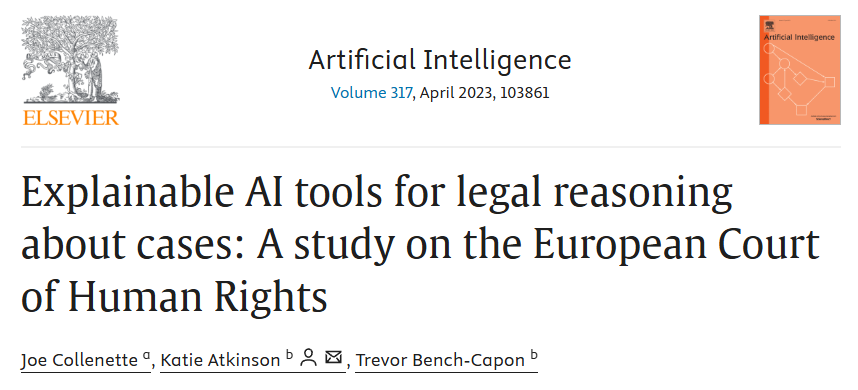 ELSEVIER
Artificial Intelligence
Volume 317, April 2023, 103861
Artificial Intelligence
Explainable AI tools for legal reasoning
about cases: A study on the European Court
of Human Rights
Joe Collenette a, Katie Atkinson b, Trevor Bench-Capon b